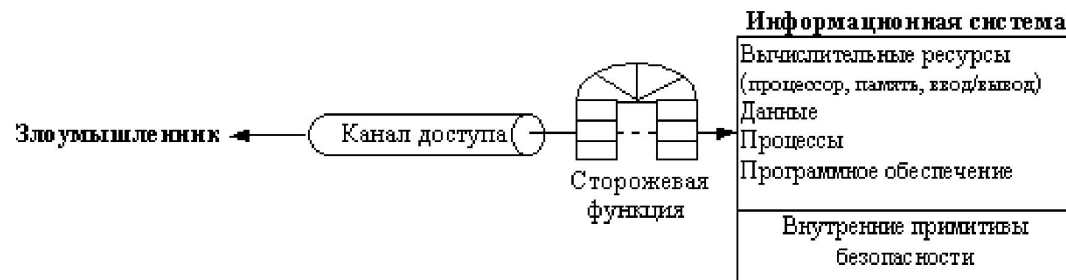 Злоумышленник
Канал доступа
Сторожевая
функция
Информационная система
Вычислительные ресурсы
(процессор, память, ввод/вывод)
Данные
Процессы
Программное обеспечение
Внутренние примитивы
безопасности